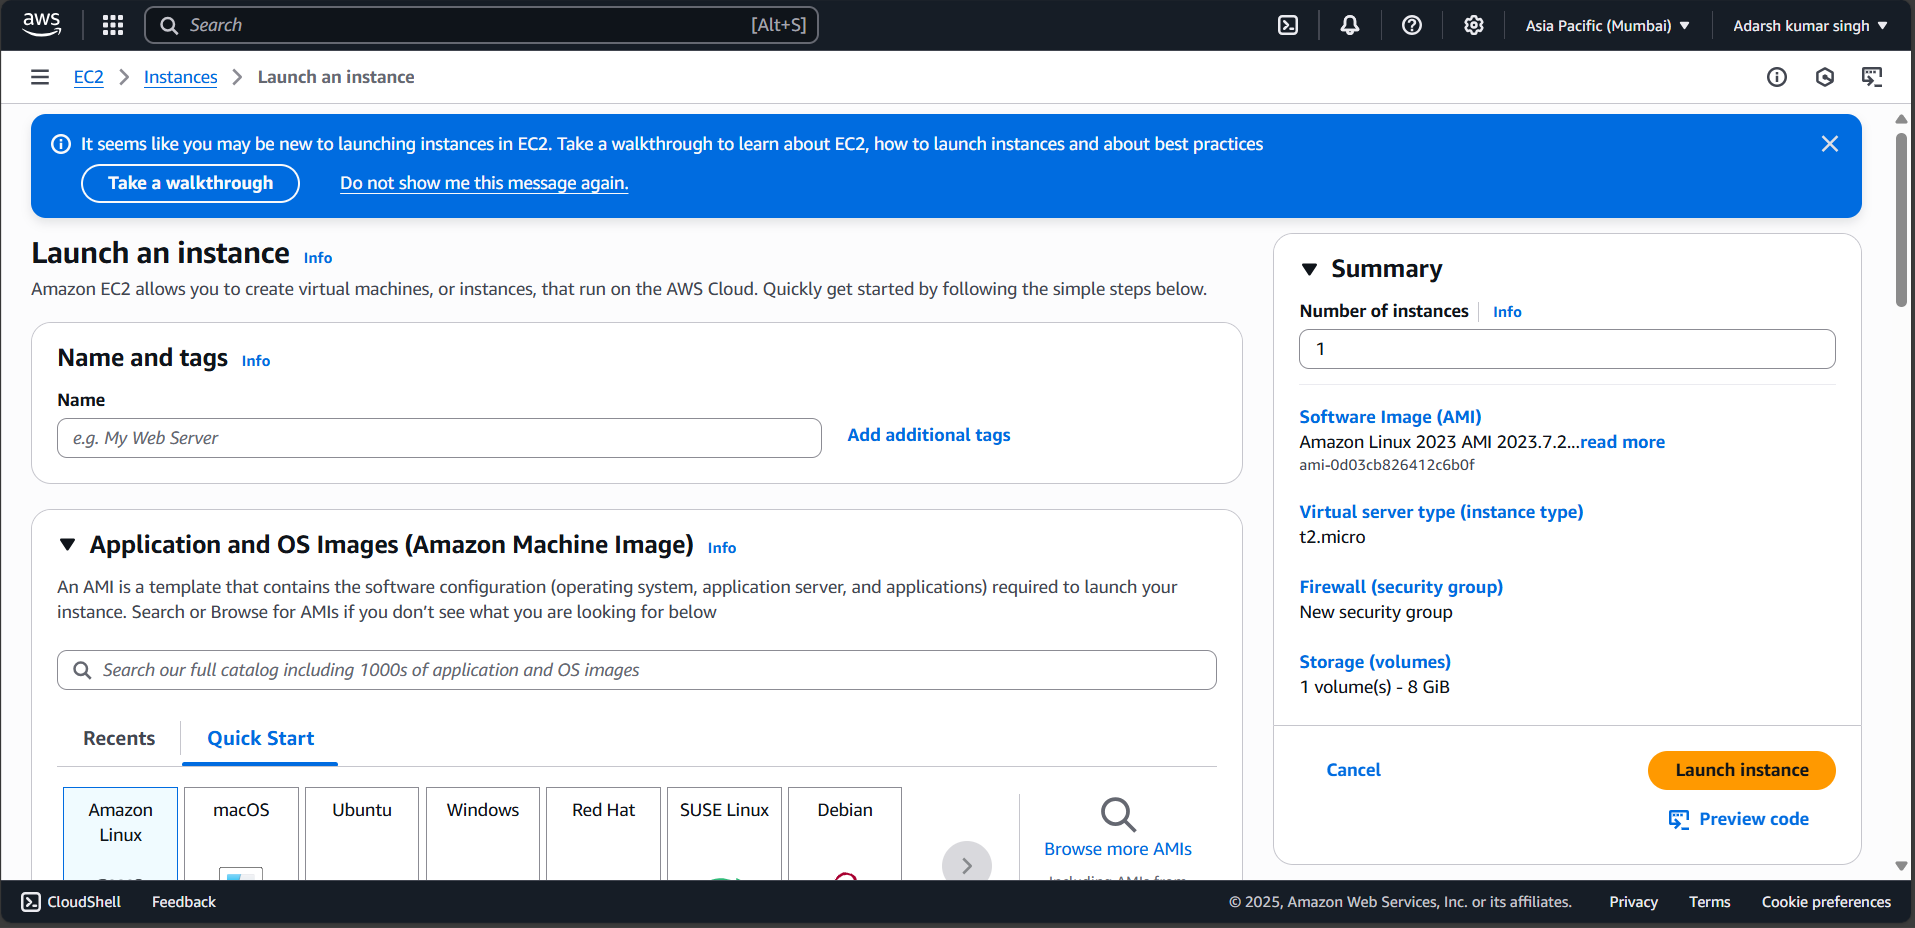 aws
Search
[Alt+S]
Asia Pacific (Mumbai)
Adarsh kumar singh
EC2
Instances
Launch an instance
It seems like you may be new to launching instances in EC2. Take a walkthrough to learn about EC2, how to launch instances and about best practices
Take a walkthrough
Do not show me this message again.
Launch an instance Info
Amazon EC2 allows you to create virtual machines, or instances, that run on the AWS Cloud. Quickly get started by following the simple steps below.
Name and tags Info
Name
e.g. My Web Server
Add additional tags
Application and OS Images (Amazon Machine Image) Info
An AMI is a template that contains the software configuration (operating system, application server, and applications) required to launch your
instance. Search or Browse for AMIs if you don’t see what you are looking for below
Search our full catalog including 1000s of application and OS images
Recents
Quick Start
Amazon
Linux
macOS
Ubuntu
Windows
Red Hat
SUSE Linux
Debian
Browse more AMIs
Including AMIs from
Summary
Number of instances Info
1
Software Image (AMI)
Amazon Linux 2023 AMI 2023.7.2...read more
ami-0d03cb826412c6b0f
Virtual server type (instance type)
t2.micro
Firewall (security group)
New security group
Storage (volumes)
1 volume(s) - 8 GiB
Cancel
Launch instance
Preview code
CloudShell
Feedback
© 2025, Amazon Web Services, Inc. or its affiliates.
Privacy
Terms
Cookie preferences